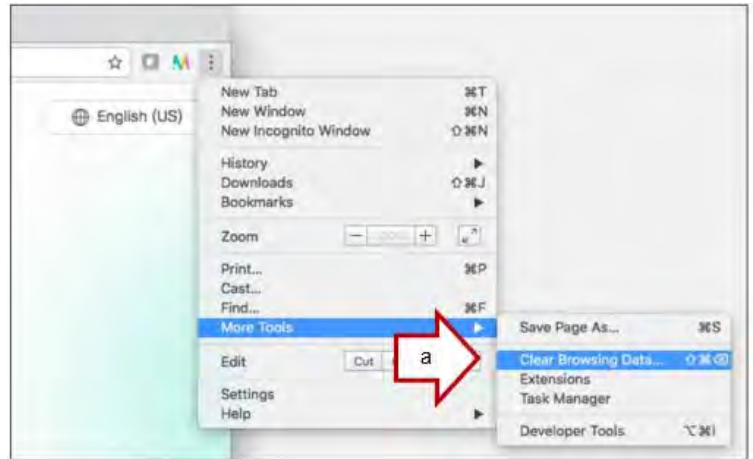 English (US)
New Tab ⌘T
New Window ⌘N
New Incognito Window ⇧⌘N
History ▶
Downloads ⇧⌘J
Bookmarks ▶
Zoom − +
Print... ⌘P
Cast...
Find... ⌘F
More Tools ▶
Edit Cut
Settings
Help ▶
a
Save Page As... ⌘S
Clear Browsing Data... ⇧⌘⌫
Extensions
Task Manager
Developer Tools ⌥⌘I